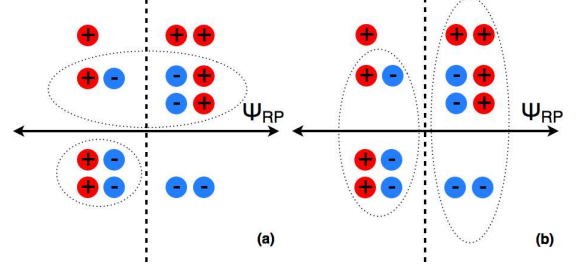 + + + + + +
+ - - + + - - +
- + - +
Ψ_RP Ψ_RP
+ - + -
+ - - - + - - -
(a) (b)